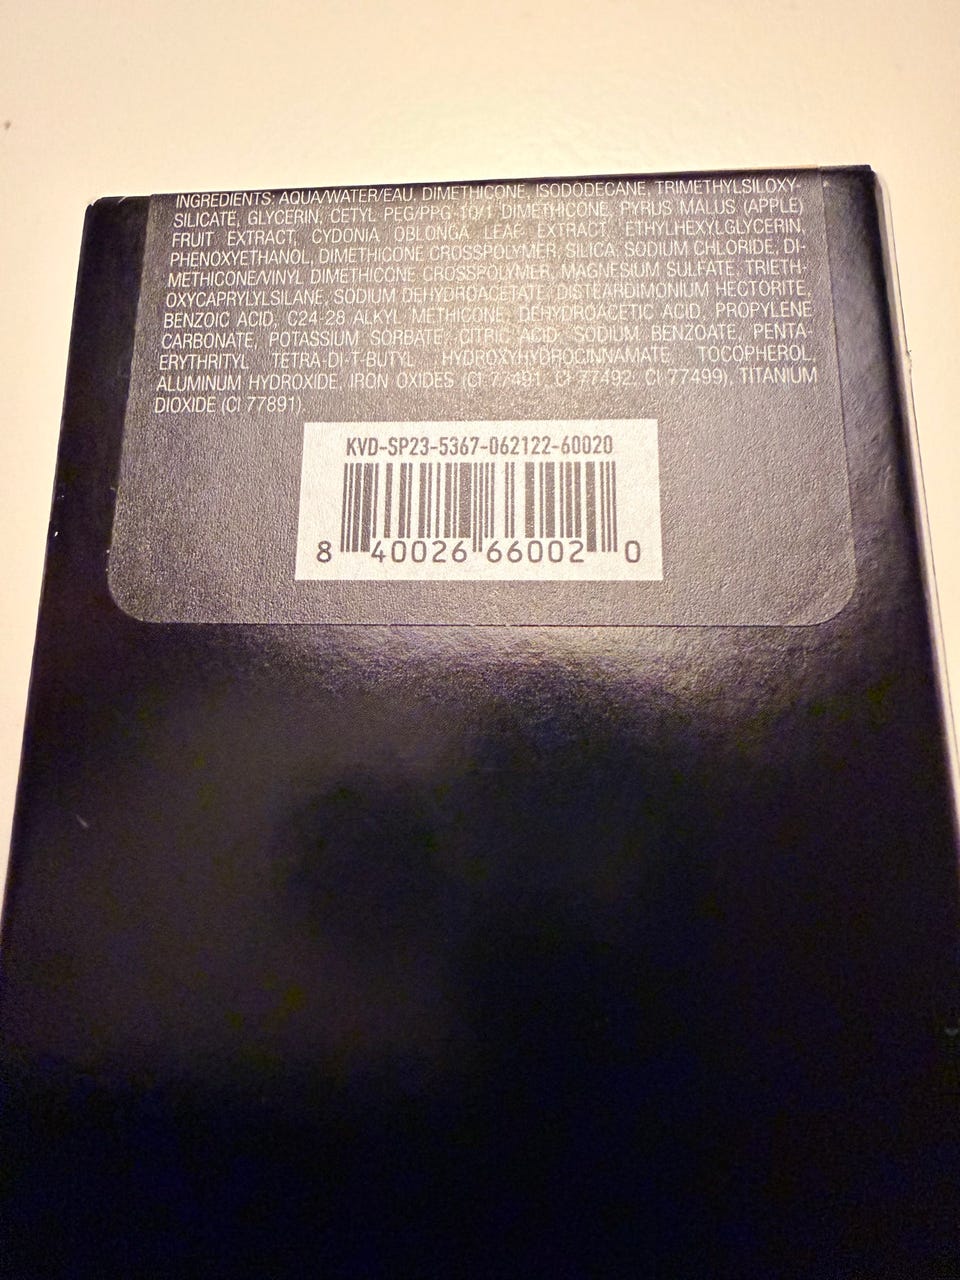 INGREDIENTS: AQUA/WATER/EAU, DIMETHICONE, ISODODECANE, TRIMETHYLSILOXY-
SILICATE, GLYCERIN, CETYL PEG/PPG-10/1 DIMETHICONE, PYRUS MALUS (APPLE)
FRUIT EXTRACT, CYDONIA OBLONGA LEAF EXTRACT, ETHYLHEXYLGLYCERIN,
PHENOXYETHANOL, DIMETHICONE CROSSPOLYMER, SILICA, SODIUM CHLORIDE, DI-
METHICONE/VINYL DIMETHICONE CROSSPOLYMER, MAGNESIUM SULFATE, TRIETH-
OXYCAPRYLYLSILANE, SODIUM DEHYDROACETATE, DISTEARDIMONIUM HECTORITE,
BENZOIC ACID, C24-28 ALKYL METHICONE, DEHYDROACETIC ACID, PROPYLENE
CARBONATE, POTASSIUM SORBATE, CITRIC ACID, SODIUM BENZOATE, PENTA-
ERYTHRITYL TETRA-DI-T-BUTYL HYDROXYHYDROCINNAMATE, TOCOPHEROL,
ALUMINUM HYDROXIDE, IRON OXIDES (CI 77491, CI 77492, CI 77499), TITANIUM
DIOXIDE (CI 77891).
KVD-SP23-5367-062122-60020
8 40026 66002 0